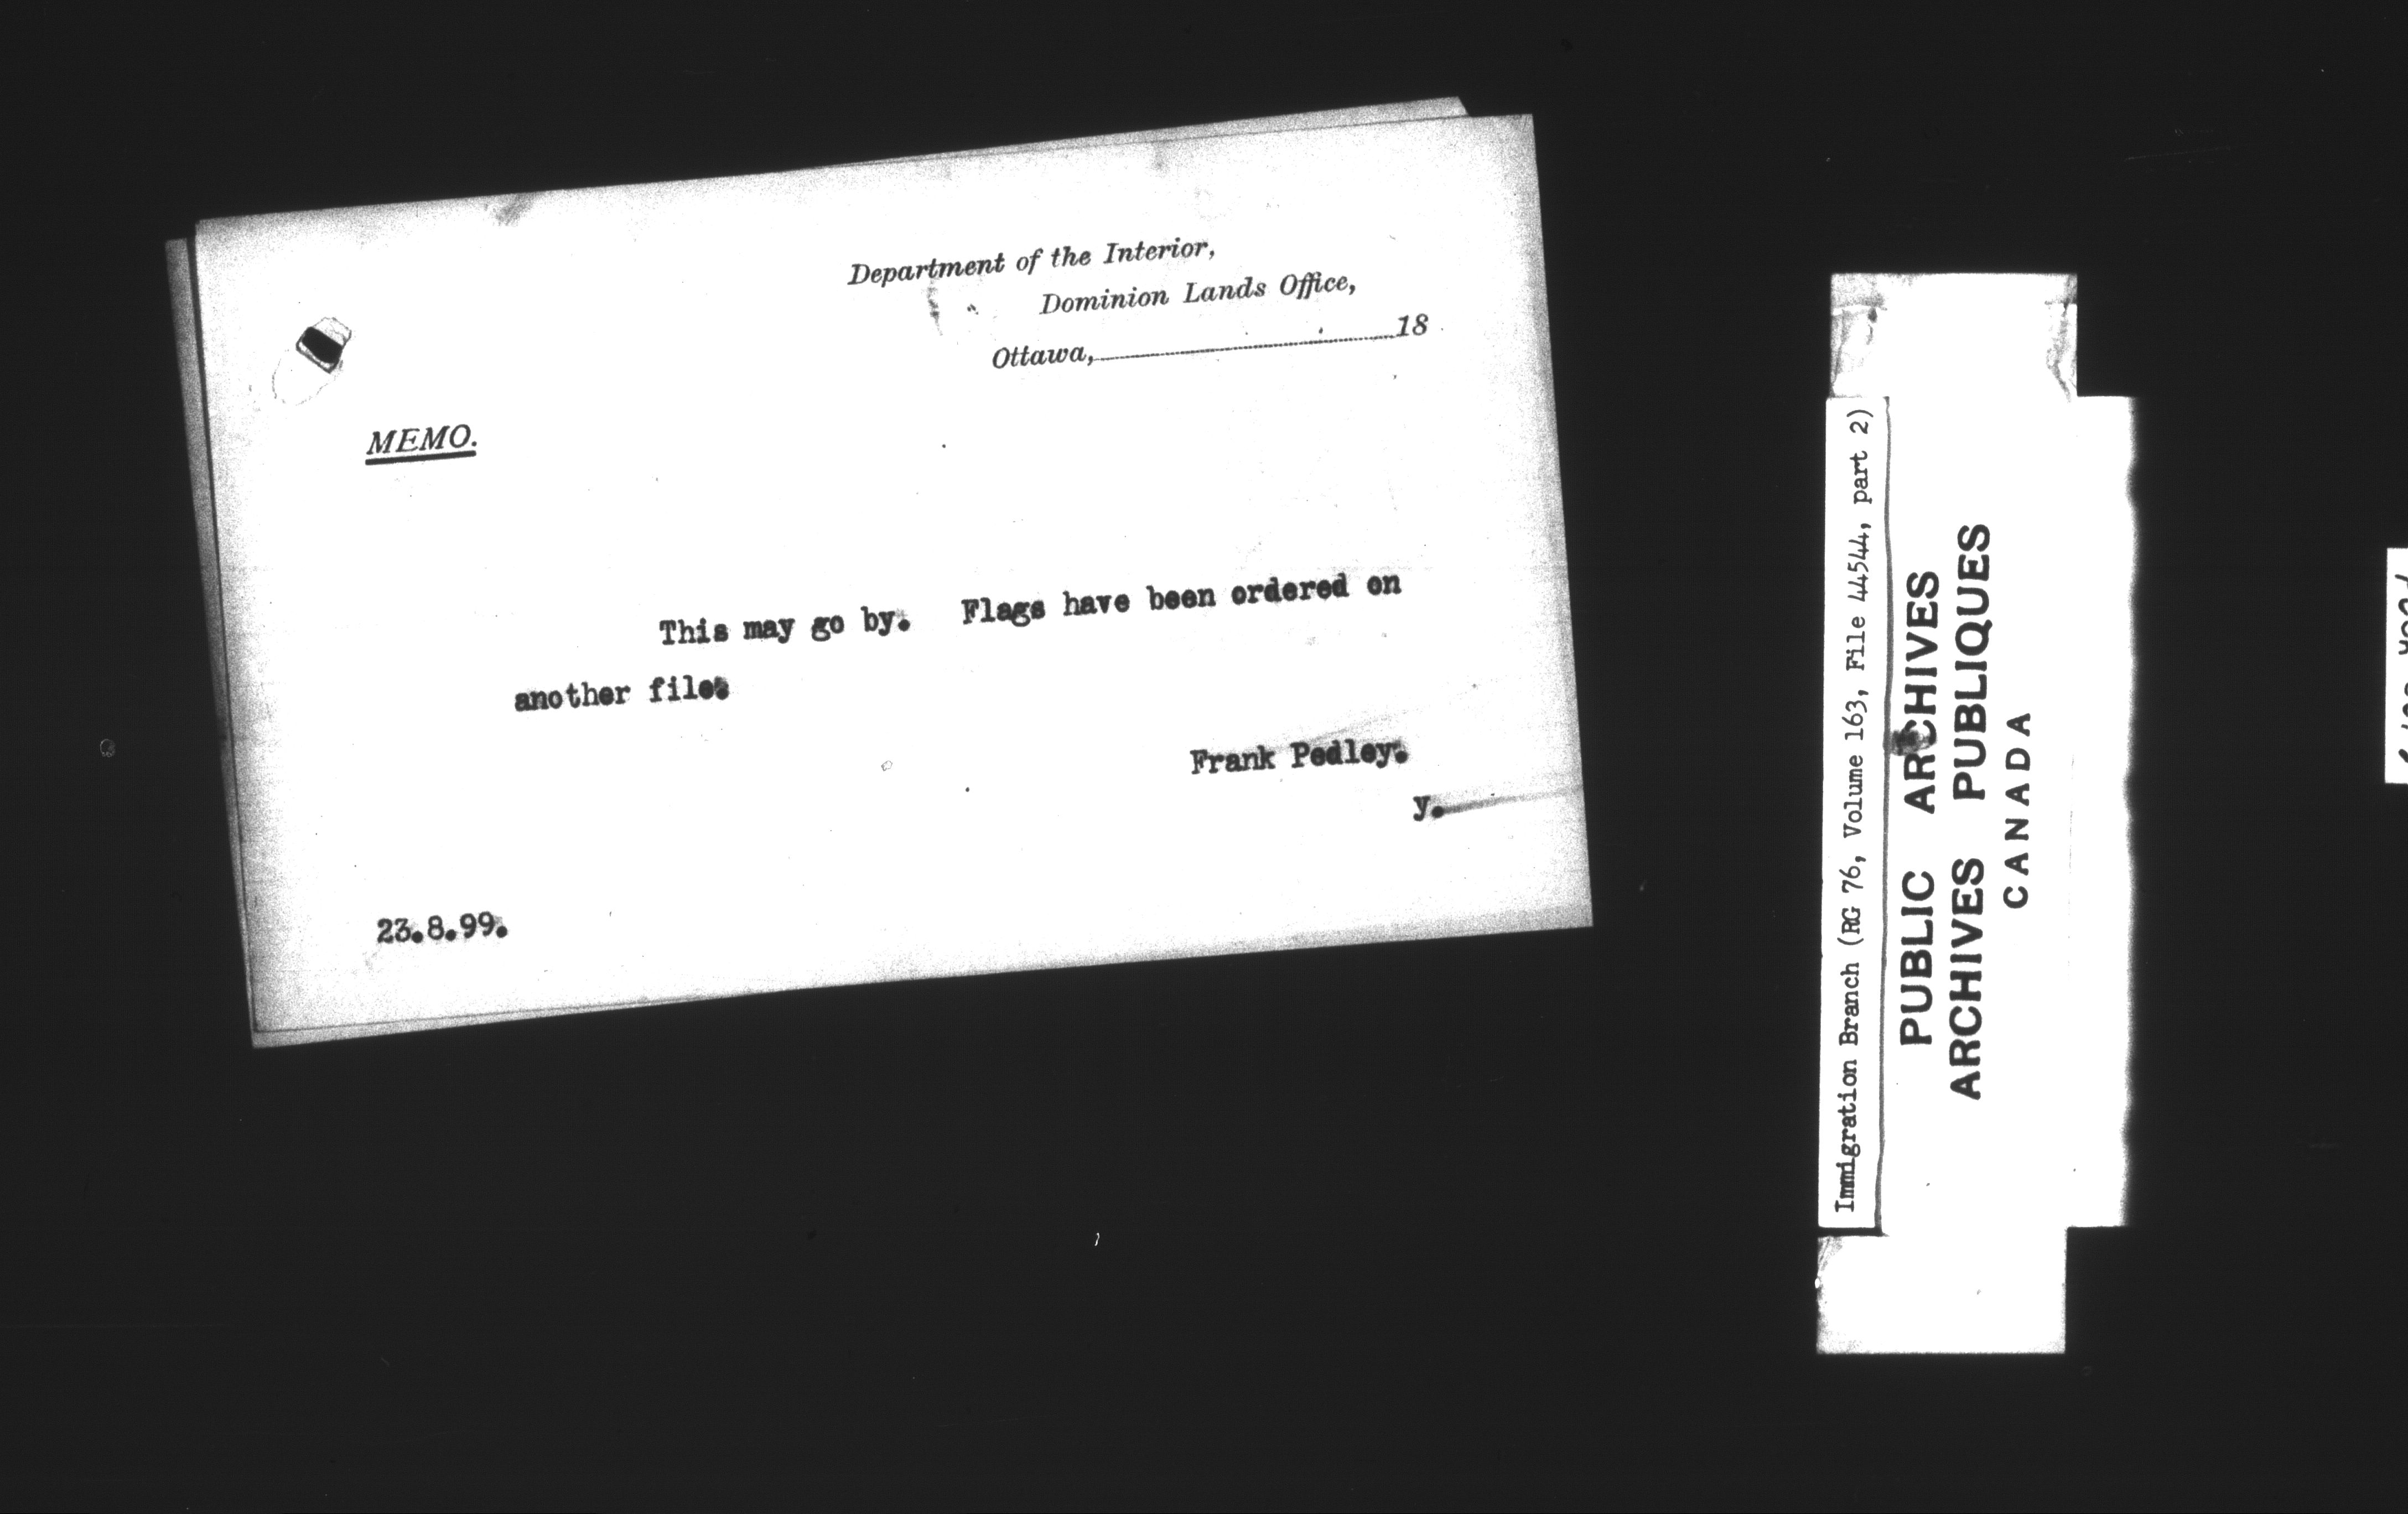 Department of the Interior,
Dominion Lands Office,
Ottawa, 18
MEMO.
This may go by. Flags have been ordered on
another file.
Frank Pedley.
y.
23.8.99.
Immigration Branch (RG 76, Volume 163, File 44544, part 2)
PUBLIC ARCHIVES
ARCHIVES PUBLIQUES
CANADA